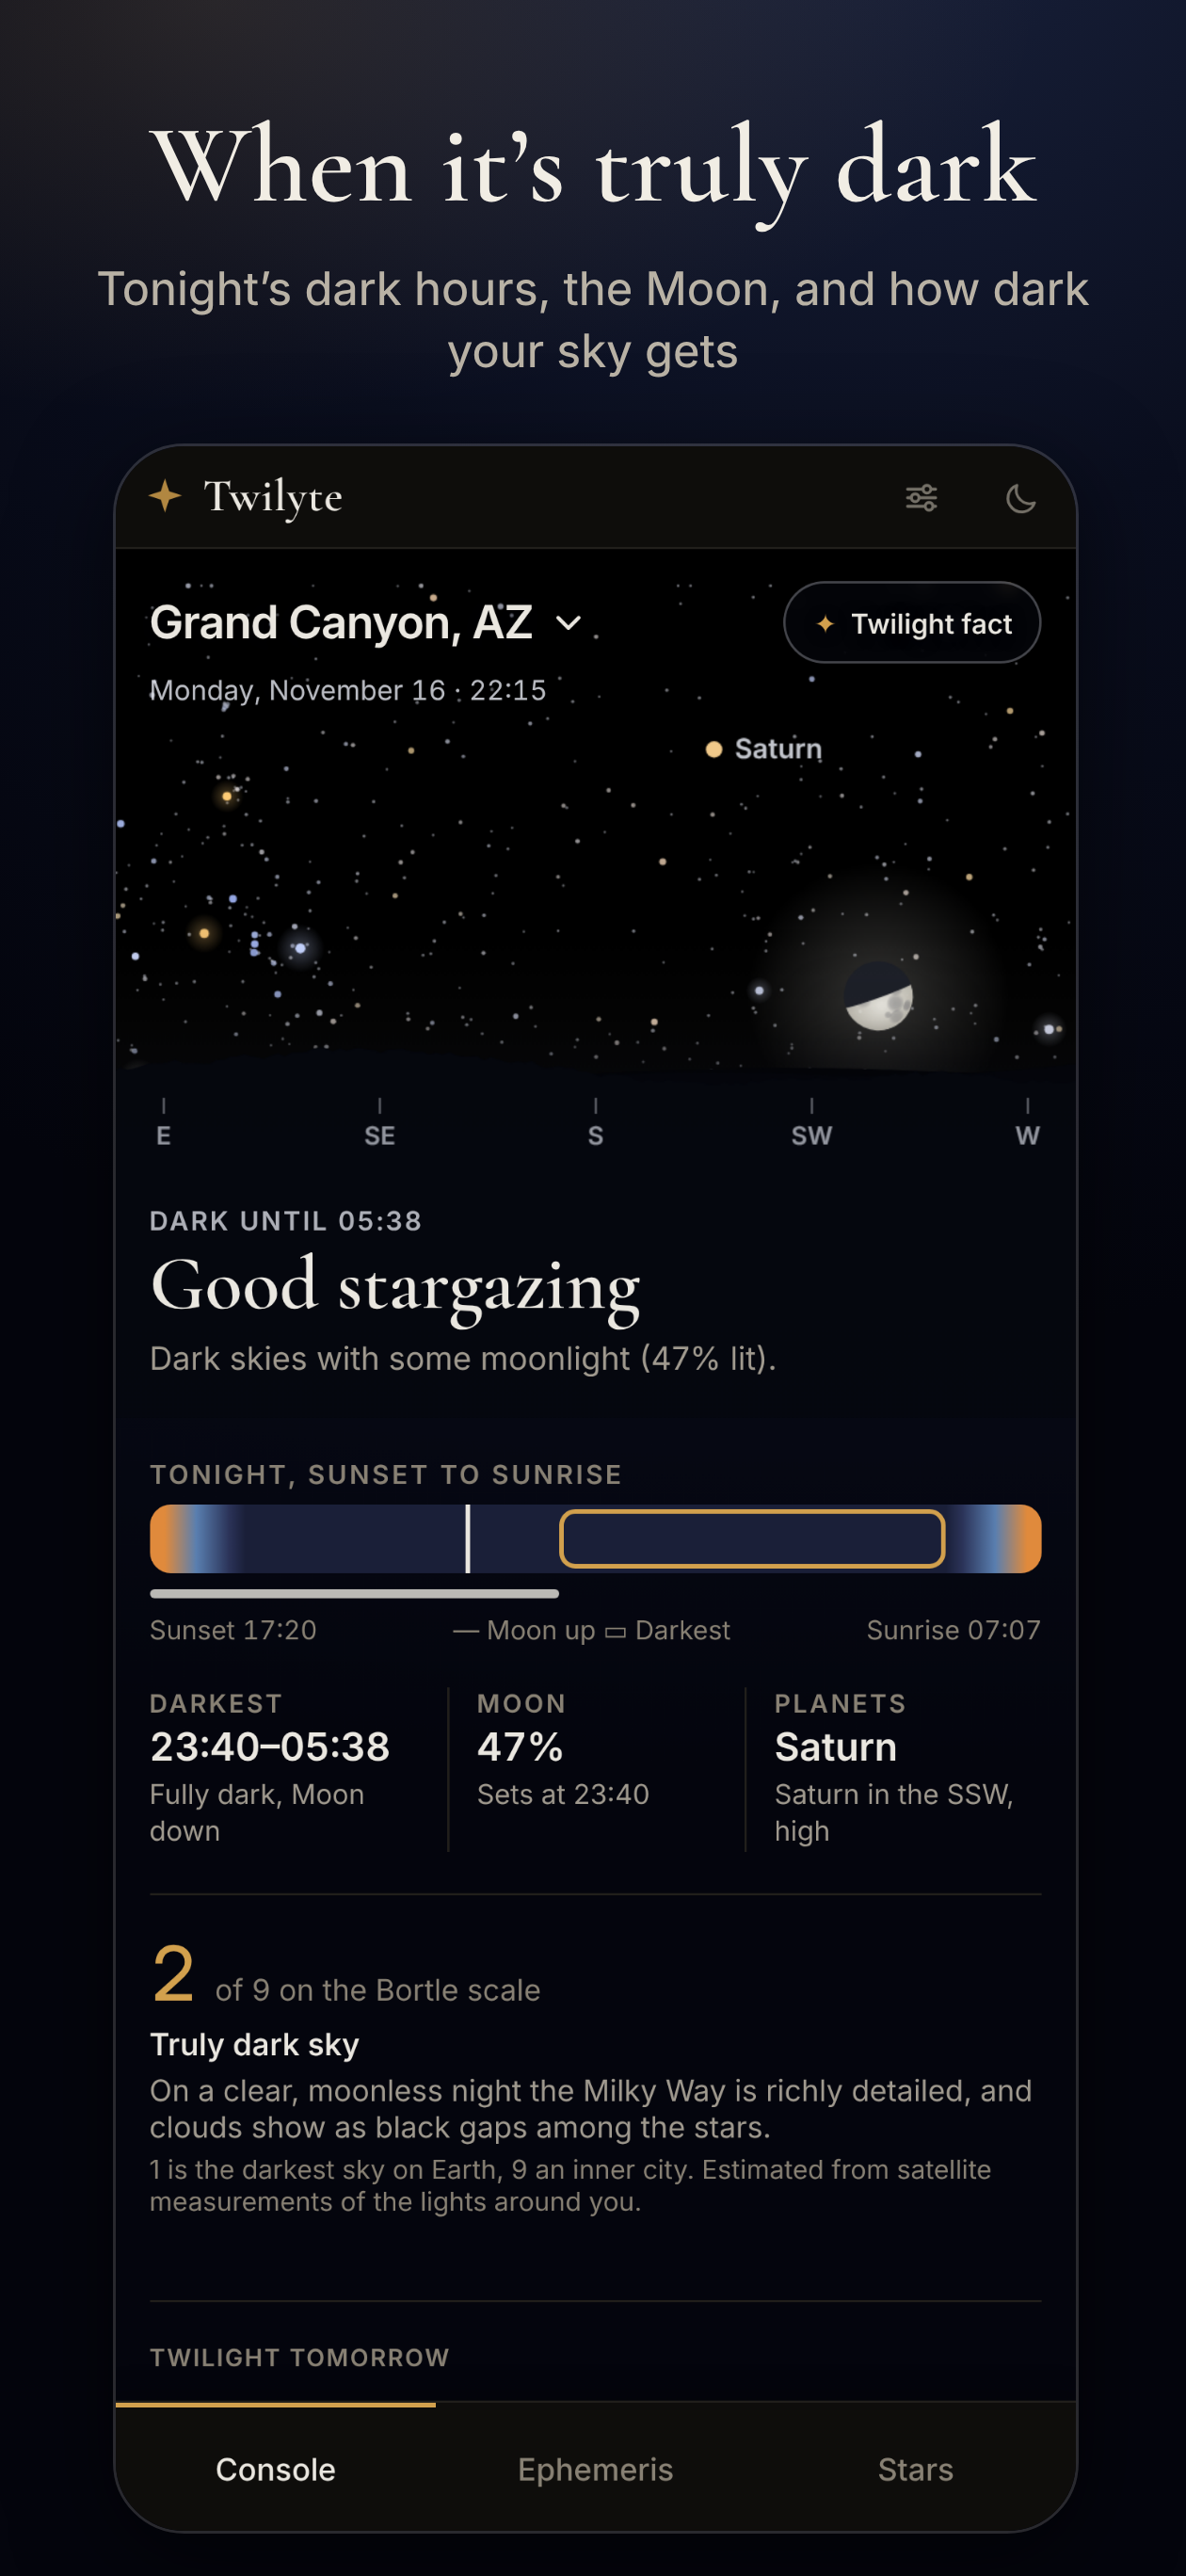 When it’s truly dark
Tonight’s dark hours, the Moon, and how dark
your sky gets
Twilyte
Grand Canyon, AZ
Twilight fact
Monday, November 16 · 22:15
Saturn
E SE S SW W
DARK UNTIL 05:38
Good stargazing
Dark skies with some moonlight (47% lit).
TONIGHT, SUNSET TO SUNRISE
Sunset 17:20 — Moon up ▭ Darkest Sunrise 07:07
DARKEST
23:40–05:38
Fully dark, Moon
down
MOON
47%
Sets at 23:40
PLANETS
Saturn
Saturn in the SSW,
high
2 of 9 on the Bortle scale
Truly dark sky
On a clear, moonless night the Milky Way is richly detailed, and
clouds show as black gaps among the stars.
1 is the darkest sky on Earth, 9 an inner city. Estimated from satellite
measurements of the lights around you.
TWILIGHT TOMORROW
Console Ephemeris Stars